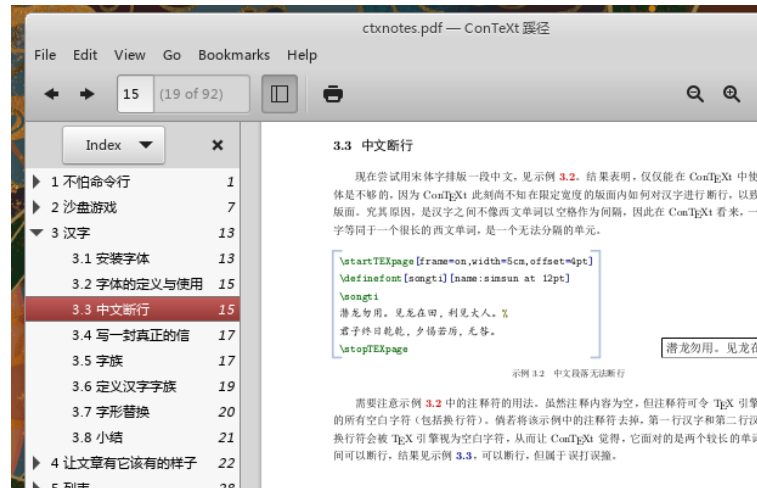 ctxnotes.pdf — ConTeXt 蹊径
File Edit View Go Bookmarks Help
15 (19 of 92)
Index
1 不怕命令行 1
2 沙盘游戏 7
3 汉字 13
3.1 安装字体 13
3.2 字体的定义与使用 15
3.3 中文断行 15
3.4 写一封真正的信 17
3.5 字族 17
3.6 定义汉字字族 19
3.7 字形替换 20
3.8 小结 21
4 让文章有它该有的样子 22
5 列表 28
3.3 中文断行
现在尝试用宋体字排版一段中文，见示例 3.2。结果表明，仅仅能在 ConTeXt 中使
体是不够的，因为 ConTeXt 此刻尚不知在限定宽度的版面内如何对汉字进行断行，以致
版面。究其原因，是汉字之间不像西文单词以空格作为间隔，因此在 ConTeXt 看来，一
字等同于一个很长的西文单词，是一个无法分隔的单元。
\startTEXpage[frame=on,width=5cm,offset=4pt]
\definefont[songti][name:simsun at 12pt]
\songti
潜龙勿用。见龙在田，利见大人。%
君子终日乾乾，夕惕若厉，无咎。
\stopTEXpage
潜龙勿用。见龙在
示例 3.2 中文段落无法断行
需要注意示例 3.2 中的注释符的用法。虽然注释内容为空，但注释符可令 TeX 引擎
的所有空白字符（包括换行符）。倘若将该示例中的注释符去掉，第一行汉字和第二行汉
换行符会被 TeX 引擎视为空白字符，从而让 ConTeXt 觉得，它面对的是两个较长的单词
间可以断行，结果见示例 3.3，可以断行，但属于误打误撞。